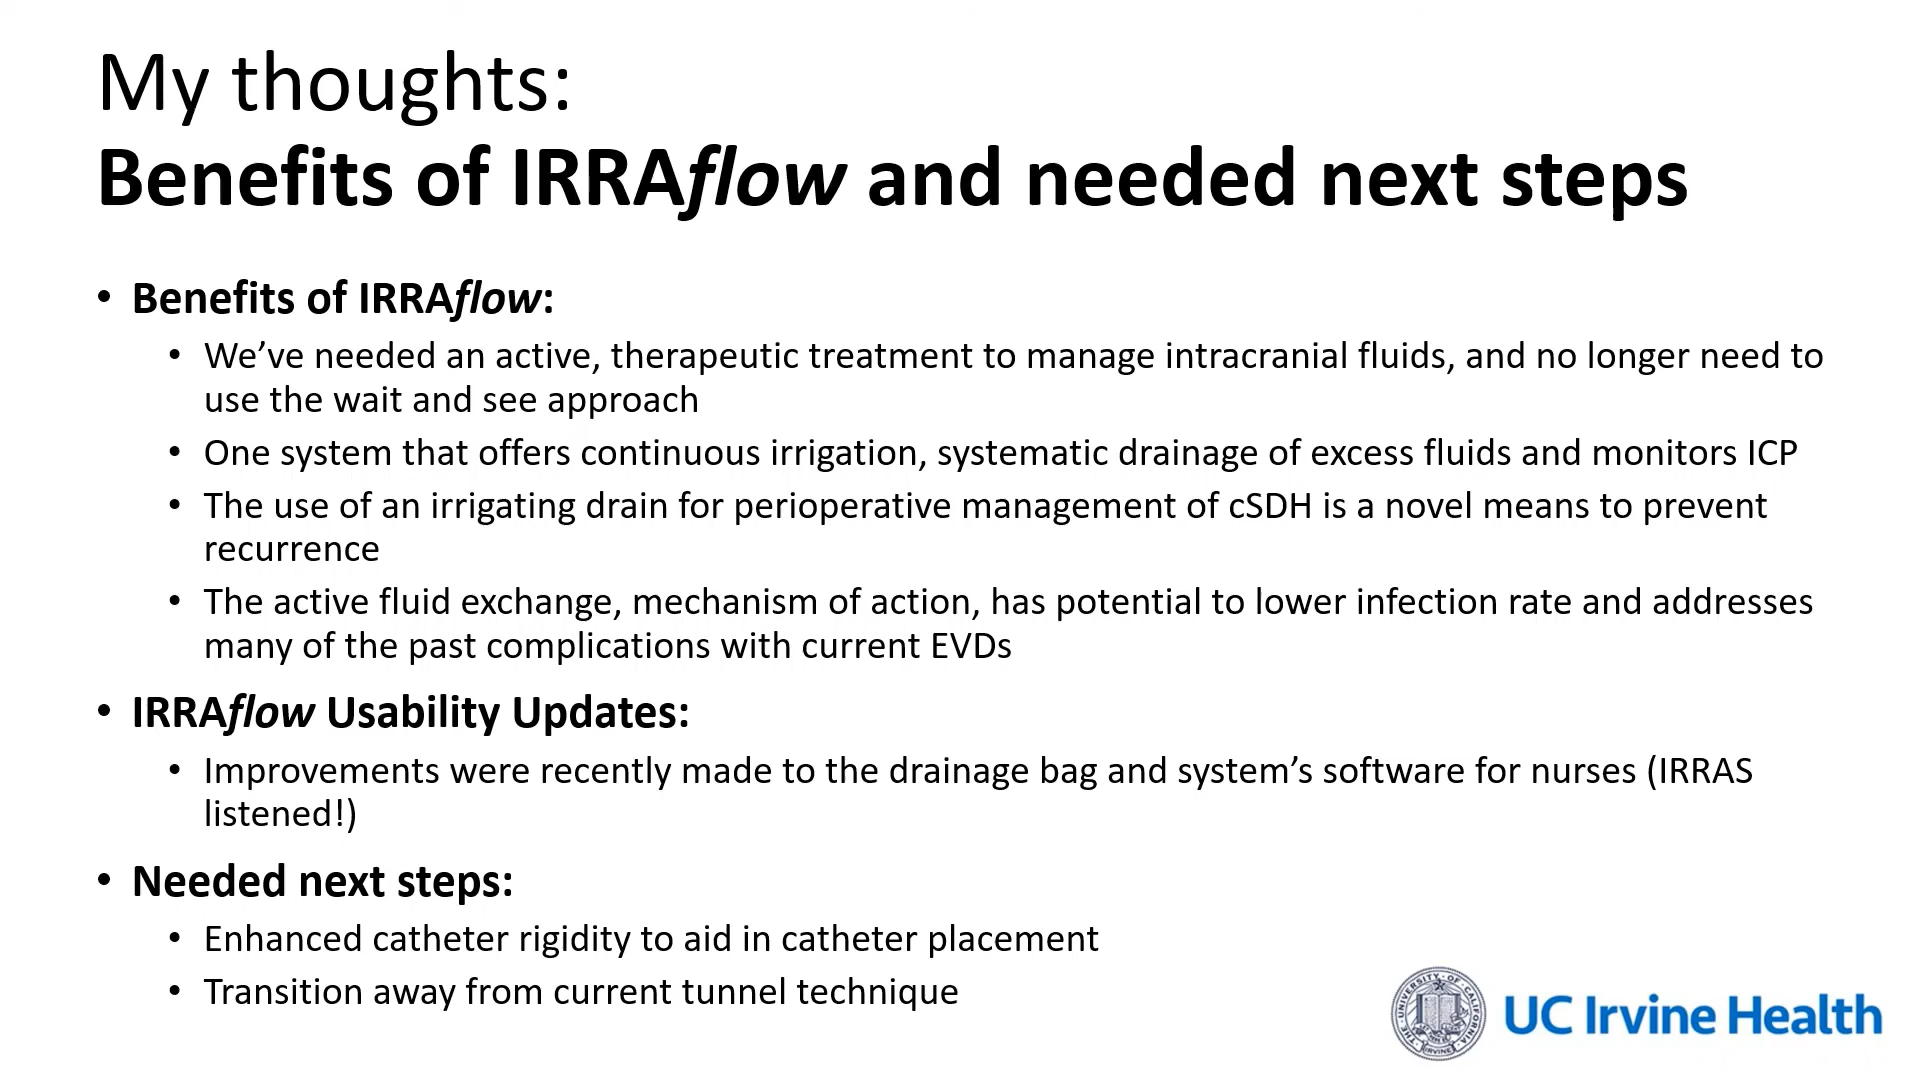 My thoughts:
Benefits of IRRAflow and needed next steps
• Benefits of IRRAflow:
• We’ve needed an active, therapeutic treatment to manage intracranial fluids, and no longer need to
use the wait and see approach
• One system that offers continuous irrigation, systematic drainage of excess fluids and monitors ICP
• The use of an irrigating drain for perioperative management of cSDH is a novel means to prevent
recurrence
• The active fluid exchange, mechanism of action, has potential to lower infection rate and addresses
many of the past complications with current EVDs
• IRRAflow Usability Updates:
• Improvements were recently made to the drainage bag and system’s software for nurses (IRRAS
listened!)
• Needed next steps:
• Enhanced catheter rigidity to aid in catheter placement
• Transition away from current tunnel technique
THE UNIVERSITY OF CALIFORNIA
IRVINE
UC Irvine Health